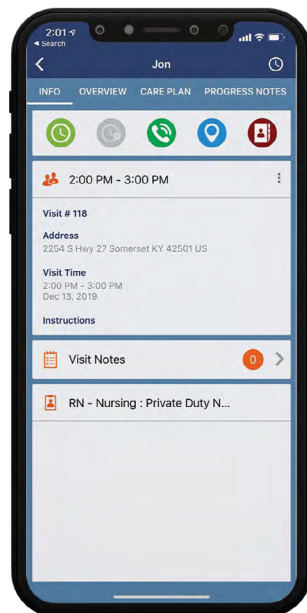 2:01
Search
Jon
INFO OVERVIEW CARE PLAN PROGRESS NOTES
2:00 PM - 3:00 PM
Visit # 118
Address
2254 S Hwy 27 Somerset KY 42501 US
Visit Time
2:00 PM - 3:00 PM
Dec 13, 2019
Instructions
Visit Notes 0
RN - Nursing : Private Duty N...